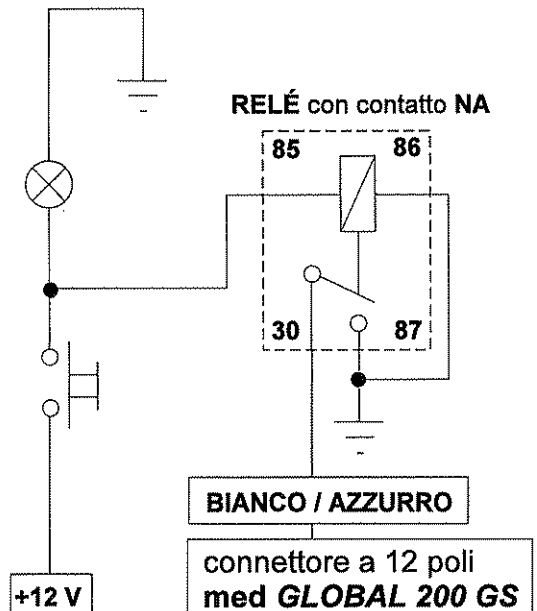 RELÉ con contatto NA
85 86
30 87
BIANCO / AZZURRO
connettore a 12 poli
+12 V med GLOBAL 200 GS